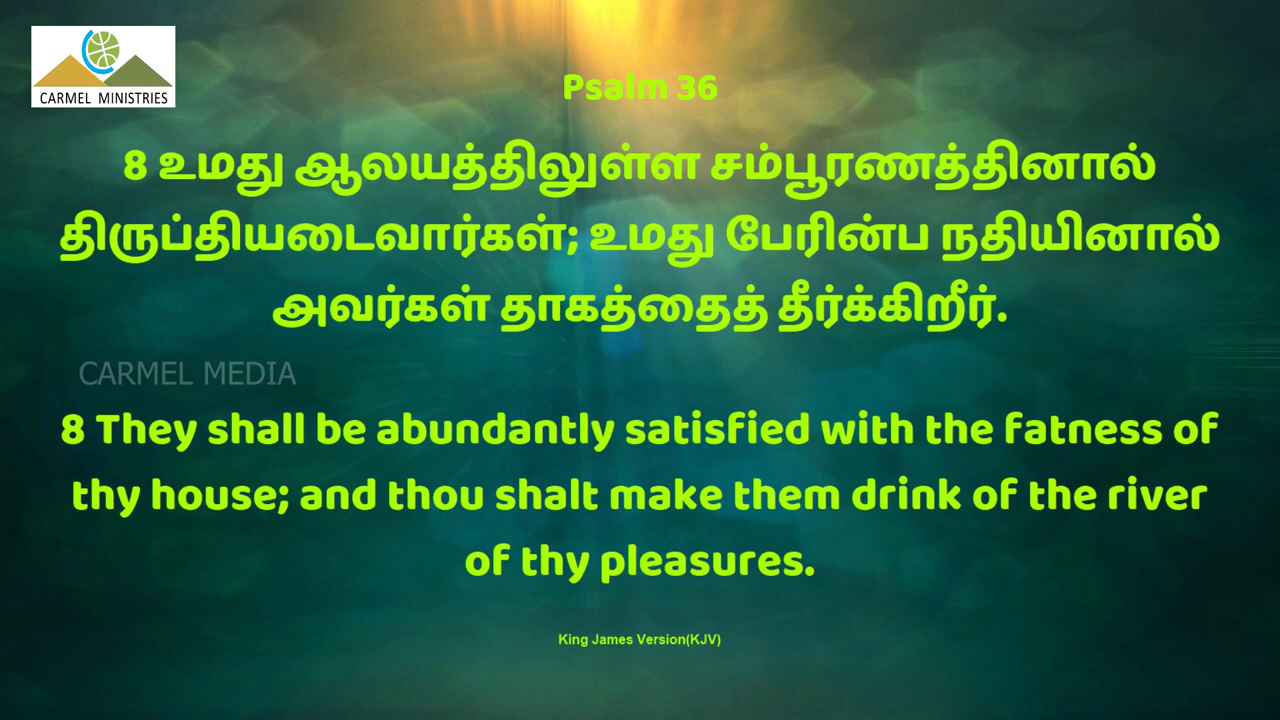 CARMEL MINISTRIES
Psalm 36
8 உமது ஆலயத்திலுள்ள சம்பூரணத்தினால்
திருப்தியடைவார்கள்; உமது பேரின்ப நதியினால்
அவர்கள் தாகத்தைத் தீர்க்கிறீர்.
CARMEL MEDIA
8 They shall be abundantly satisfied with the fatness of
thy house; and thou shalt make them drink of the river
of thy pleasures.
King James Version(KJV)